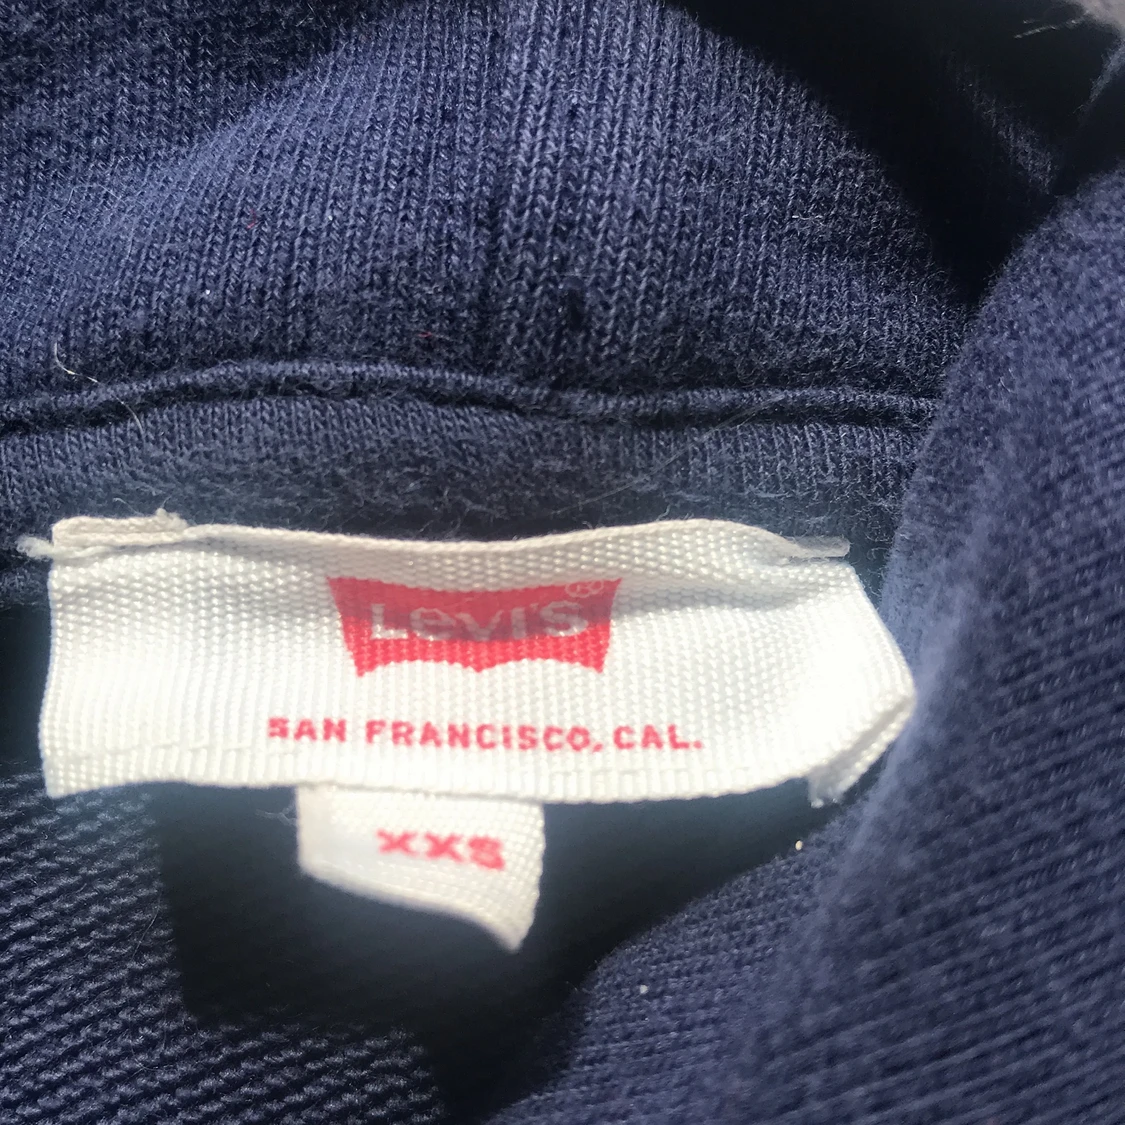 Levi's®
SAN FRANCISCO, CAL.
XXS